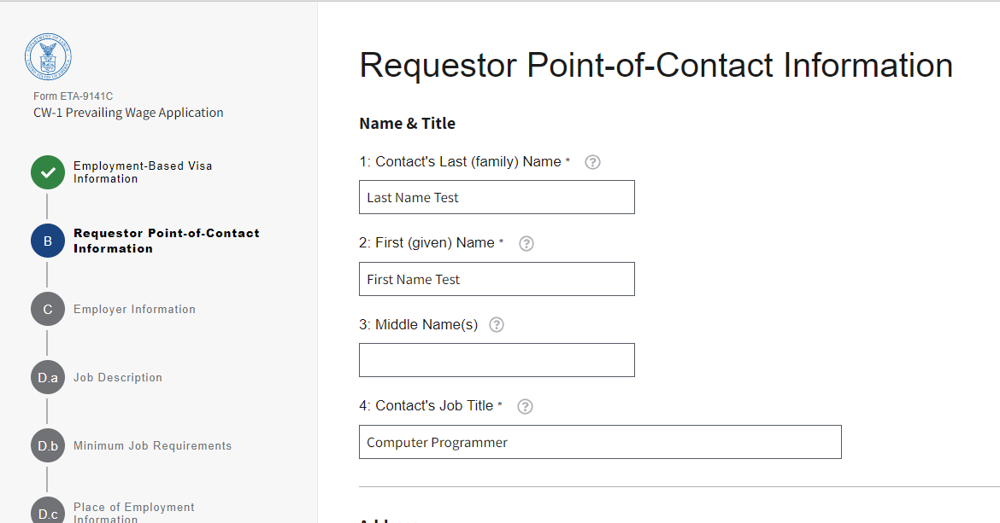 Form ETA-9141C
CW-1 Prevailing Wage Application
Employment-Based Visa
Information
B
Requestor Point-of-Contact
Information
C
Employer Information
D.a
Job Description
D.b
Minimum Job Requirements
D.c
Place of Employment
Information
Requestor Point-of-Contact Information
Name & Title
1: Contact's Last (family) Name * ?
Last Name Test
2: First (given) Name * ?
First Name Test
3: Middle Name(s) ?
4: Contact's Job Title * ?
Computer Programmer